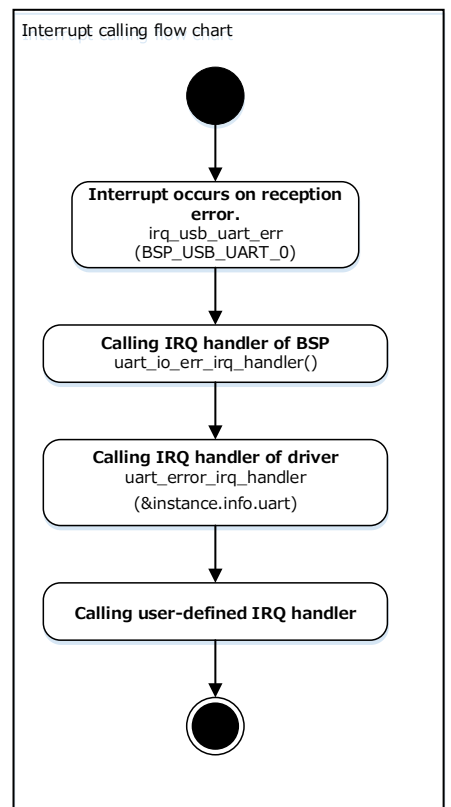 Interrupt calling flow chart
Interrupt occurs on reception
error.
irq_usb_uart_err
(BSP_USB_UART_0)
Calling IRQ handler of BSP
uart_io_err_irq_handler()
Calling IRQ handler of driver
uart_error_irq_handler
(&instance.info.uart)
Calling user-defined IRQ handler